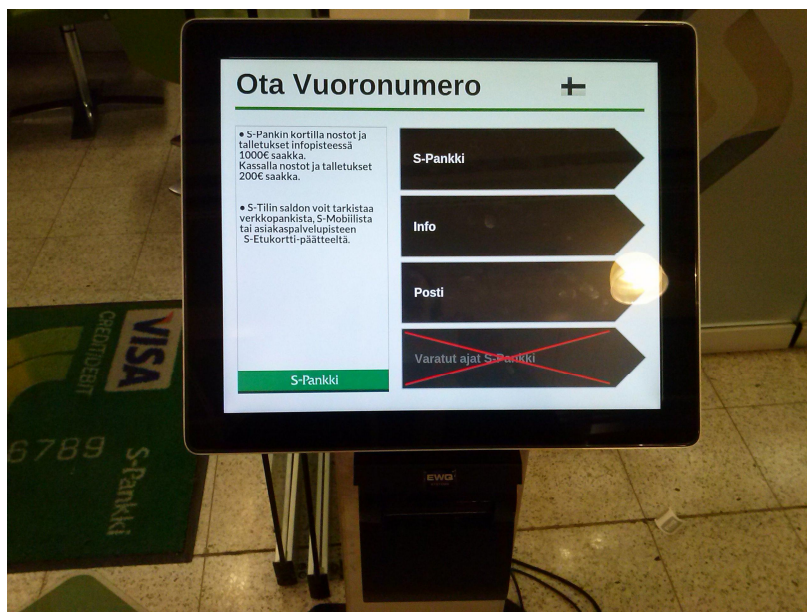 Ota Vuoronumero
• S-Pankin kortilla nostot ja
talletukset infopisteessä
1000€ saakka.
Kassalla nostot ja talletukset
200€ saakka.
• S-Tilin saldon voit tarkistaa
verkkopankista, S-Mobiilista
tai asiakaspalvelupisteen
S-Etukortti-päätteeltä.
S-Pankki
S-Pankki
Info
Posti
Varatut ajat S-Pankki
EWQ
VISA
CREDIT/DEBIT
6789
S-Pankki